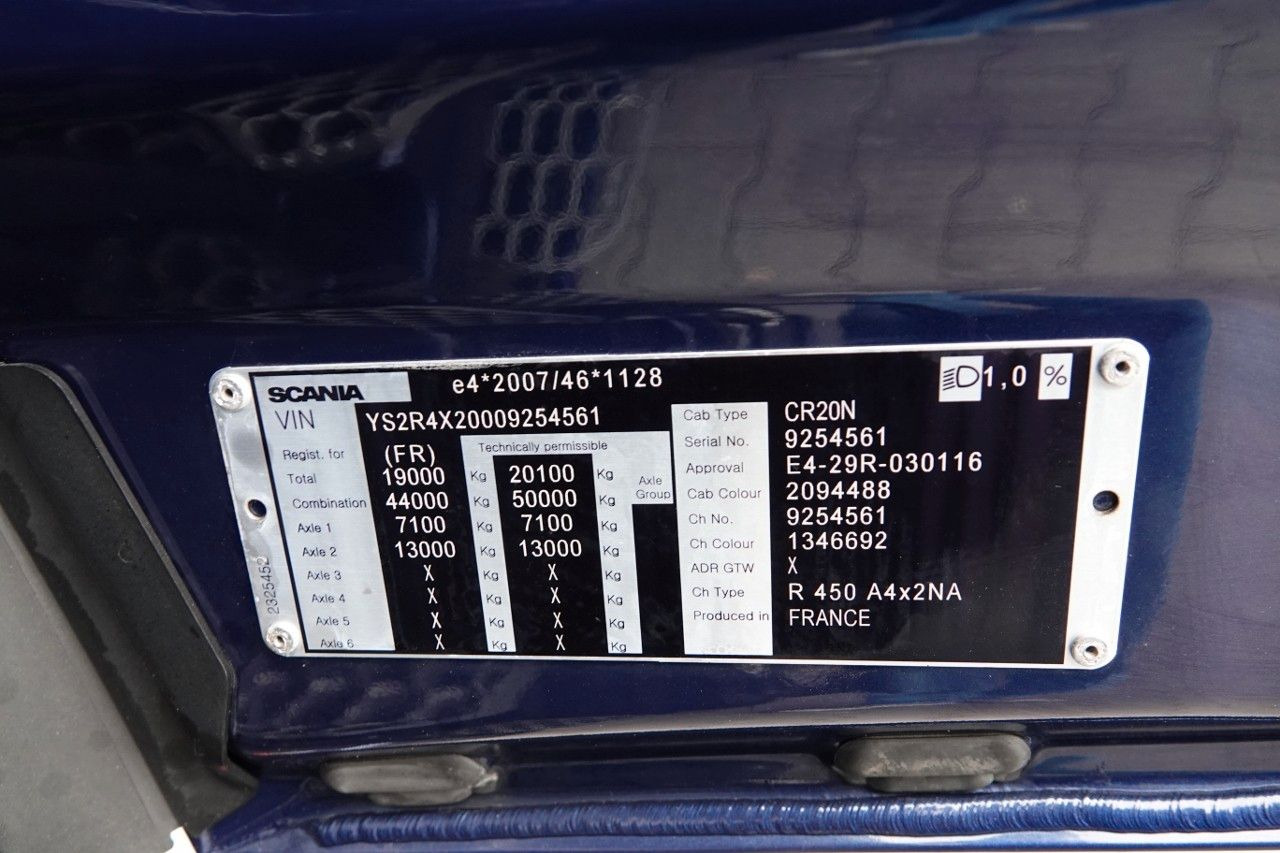 SCANIA e4*2007/46*1128 1,0 %
VIN YS2R4X20009254561
Regist. for (FR) Technically permissible
Total 19000 Kg 20100 Kg Axle Group
Combination 44000 Kg 50000 Kg
Axle 1 7100 Kg 7100 Kg
Axle 2 13000 Kg 13000 Kg
Axle 3 X Kg X Kg
Axle 4 X Kg X Kg
Axle 5 X Kg X Kg
Axle 6 X Kg X Kg
Cab Type CR20N
Serial No. 9254561
Approval E4-29R-030116
Cab Colour 2094488
Ch No. 9254561
Ch Colour 1346692
ADR GTW X
Ch Type R 450 A4x2NA
Produced in FRANCE
2325452